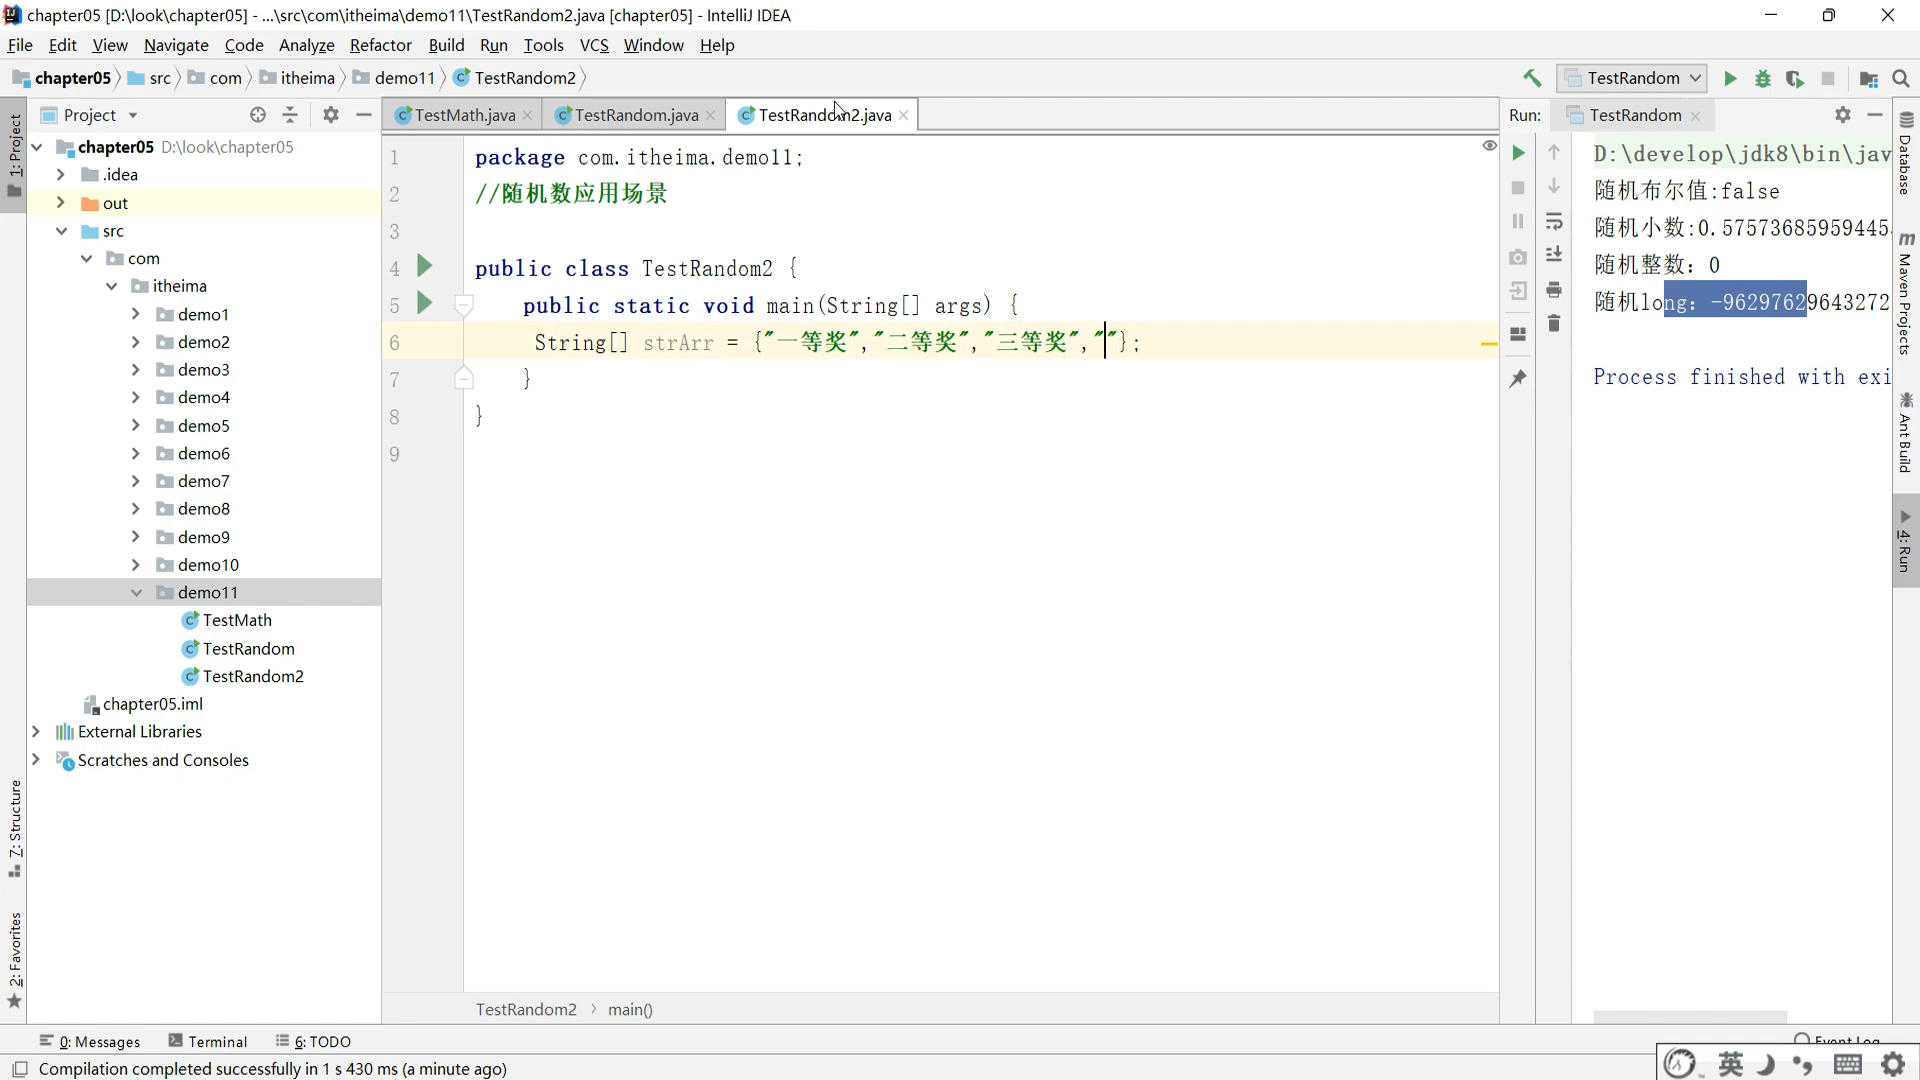 chapter05 [D:\look\chapter05] - ...\src\com\itheima\demo11\TestRandom2.java [chapter05] - IntelliJ IDEA
File Edit View Navigate Code Analyze Refactor Build Run Tools VCS Window Help
chapter05 src com itheima demo11 TestRandom2
TestRandom
Project
TestMath.java
TestRandom.java
TestRandom2.java
Run: TestRandom
chapter05 D:\look\chapter05
.idea
out
src
com
itheima
demo1
demo2
demo3
demo4
demo5
demo6
demo7
demo8
demo9
demo10
demo11
TestMath
TestRandom
TestRandom2
chapter05.iml
External Libraries
Scratches and Consoles
1 package com.itheima.demo11;
2 //随机数应用场景
3
4 public class TestRandom2 {
5 public static void main(String[] args) {
6 String[] strArr = {"一等奖","二等奖","三等奖",""};
7 }
8 }
9
TestRandom2 > main()
D:\develop\jdk8\bin\jav
随机布尔值:false
随机小数:0.57573685959445
随机整数: 0
随机long: -9629762964 3272
Process finished with exi
1: Project
7: Structure
2: Favorites
Database
Maven Projects
Ant Build
4: Run
0: Messages Terminal 6: TODO
Event Log
Compilation completed successfully in 1 s 430 ms (a minute ago)
英